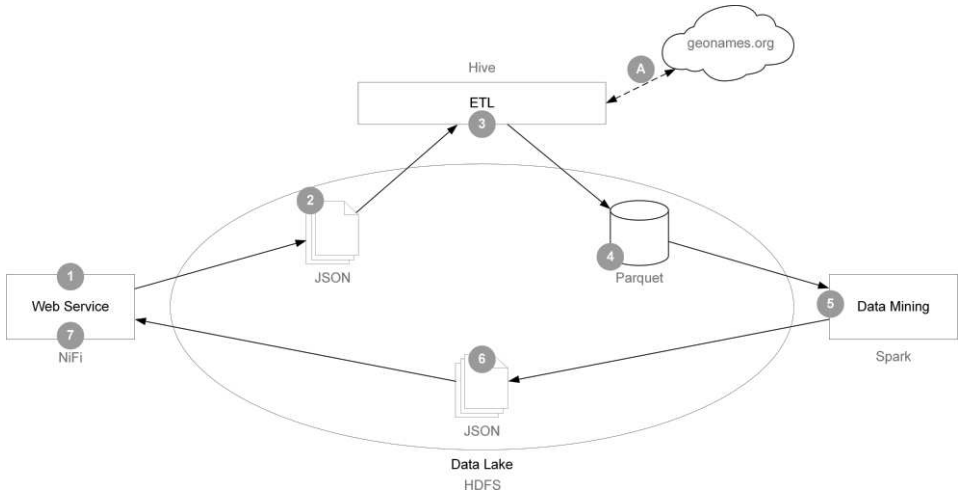 geonames.org
A
Hive
ETL
3
2
JSON
4
Parquet
1
Web Service
7
NiFi
5
Data Mining
Spark
6
JSON
Data Lake
HDFS